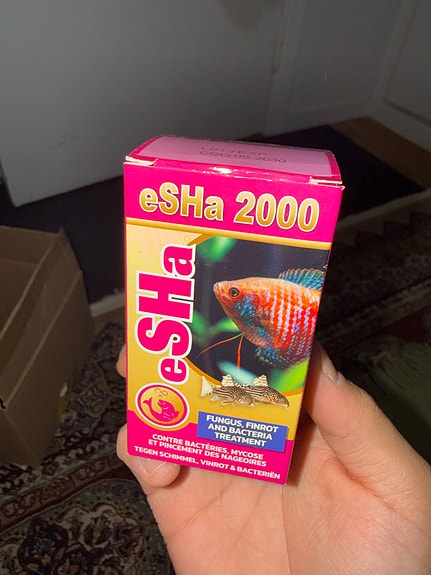 eSHa 2000
eSHa
FUNGUS, FINROT
AND BACTERIA
TREATMENT
CONTRE BACTÉRIES, MYCOSE
ET PINCEMENT DES NAGEOIRES
TEGEN SCHIMMEL, VINROT & BACTERIËN